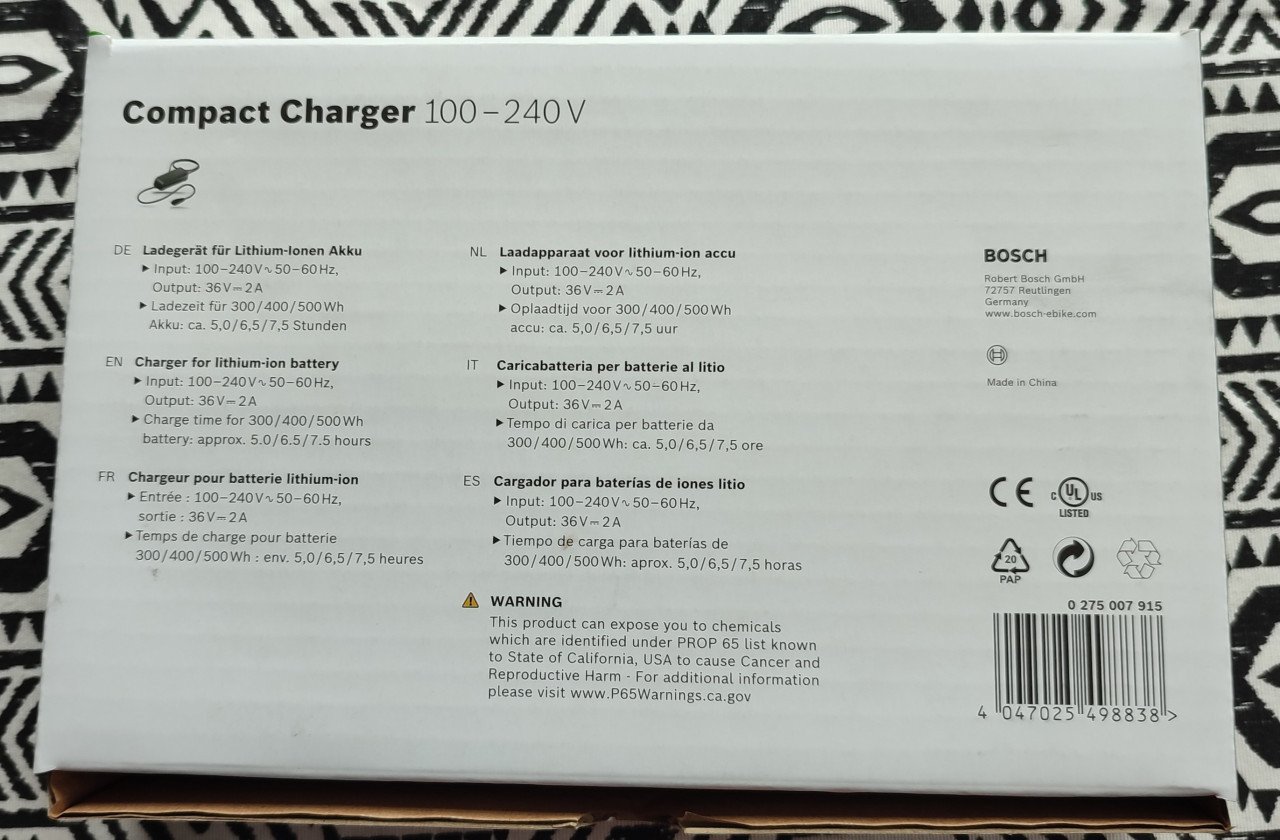 Compact Charger 100–240 V
DE Ladegerät für Lithium-Ionen Akku
▶ Input: 100–240 V ∿ 50–60 Hz,
Output: 36 V ⎓ 2 A
▶ Ladezeit für 300/400/500 Wh
Akku: ca. 5,0/6,5/7,5 Stunden
EN Charger for lithium-ion battery
▶ Input: 100–240 V ∿ 50–60 Hz,
Output: 36 V ⎓ 2 A
▶ Charge time for 300/400/500 Wh
battery: approx. 5.0/6.5/7.5 hours
FR Chargeur pour batterie lithium-ion
▶ Entrée : 100–240 V ∿ 50–60 Hz,
sortie : 36 V ⎓ 2 A
▶ Temps de charge pour batterie
300/400/500 Wh : env. 5,0/6,5/7,5 heures
NL Laadapparaat voor lithium-ion accu
▶ Input: 100–240 V ∿ 50–60 Hz,
Output: 36 V ⎓ 2 A
▶ Oplaadtijd voor 300/400/500 Wh
accu: ca. 5,0/6,5/7,5 uur
IT Caricabatteria per batterie al litio
▶ Input: 100–240 V ∿ 50–60 Hz,
Output: 36 V ⎓ 2 A
▶ Tempo di carica per batterie da
300/400/500 Wh: ca. 5,0/6,5/7,5 ore
ES Cargador para baterías de iones litio
▶ Input: 100–240 V ∿ 50–60 Hz,
Output: 36 V ⎓ 2 A
▶ Tiempo de carga para baterías de
300/400/500 Wh: aprox. 5,0/6,5/7,5 horas
⚠ WARNING
This product can expose you to chemicals
which are identified under PROP 65 list known
to State of California, USA to cause Cancer and
Reproductive Harm - For additional information
please visit www.P65Warnings.ca.gov
BOSCH
Robert Bosch GmbH
72757 Reutlingen
Germany
www.bosch-ebike.com
Made in China
CE c UL us
LISTED
20
PAP
0 275 007 915
4 047025 498838 >